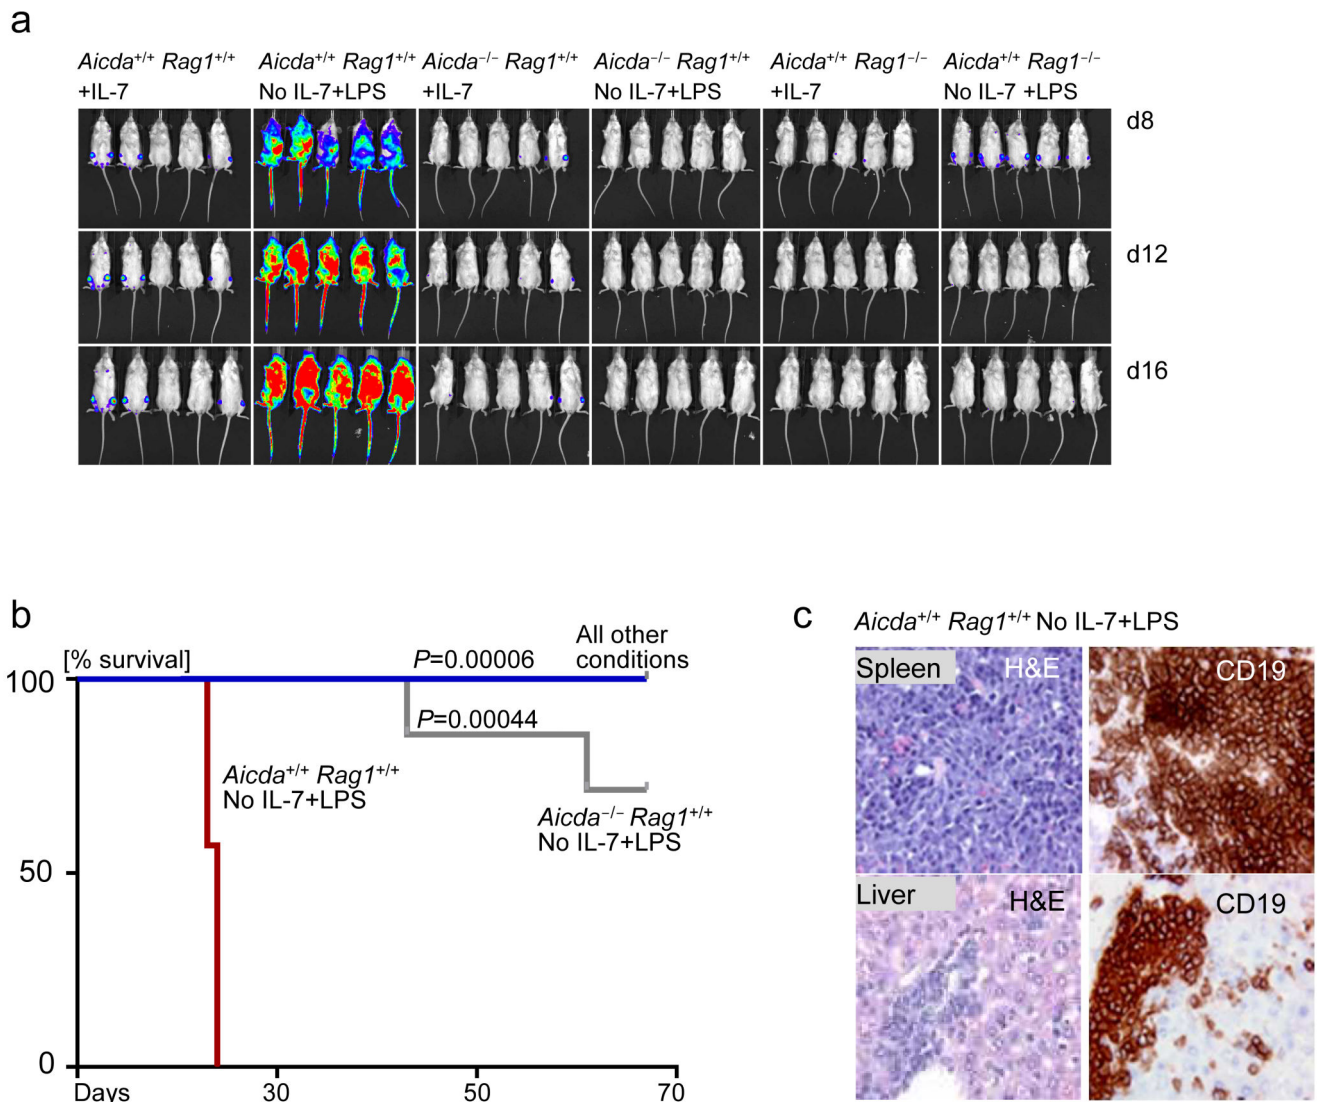 a
Aicda+/+ Rag1+/+
+IL-7
Aicda+/+ Rag1+/+
No IL-7+LPS
Aicda−/− Rag1+/+
+IL-7
Aicda−/− Rag1+/+
No IL-7+LPS
Aicda+/+ Rag1−/−
+IL-7
Aicda+/+ Rag1−/−
No IL-7 +LPS
d8
d12
d16
b
[% survival]
100
50
0
P=0.00006
All other
conditions
P=0.00044
Aicda+/+ Rag1+/+
No IL-7+LPS
Aicda−/− Rag1+/+
No IL-7+LPS
Days
30
50
70
c
Aicda+/+ Rag1+/+ No IL-7+LPS
Spleen
H&E
CD19
Liver
H&E
CD19